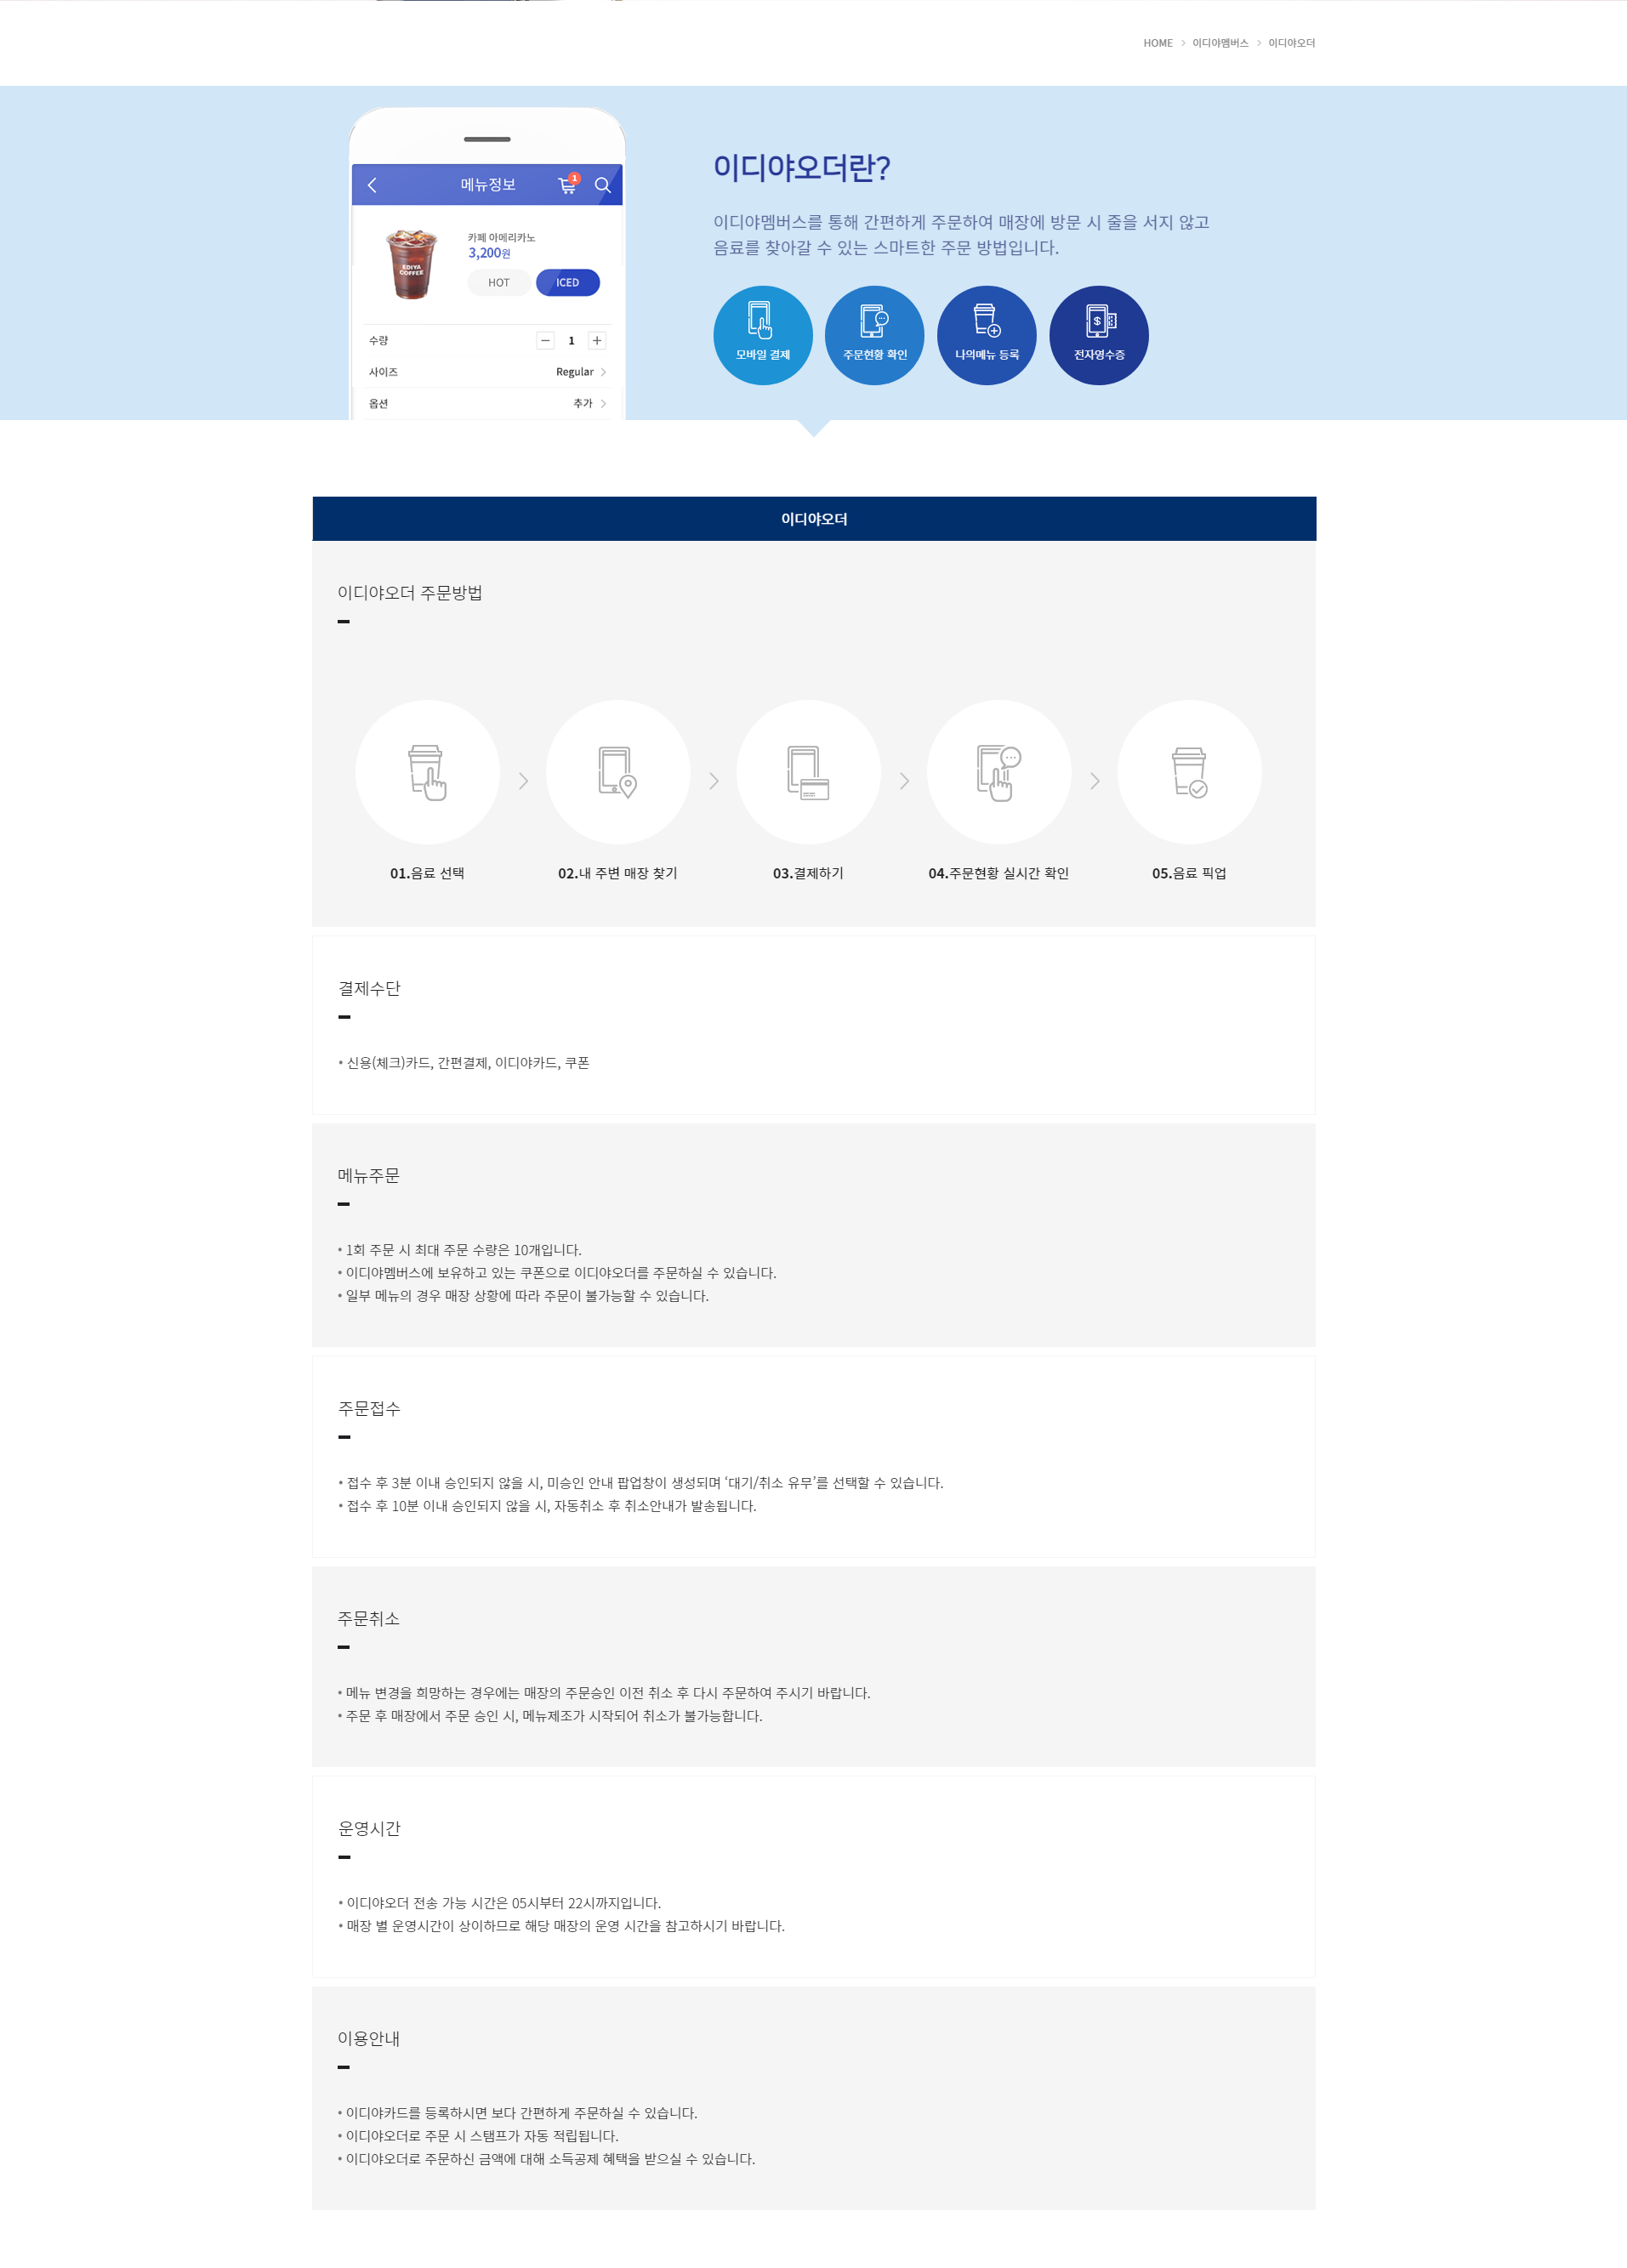 HOME > 이디야멤버스 > 이디야오더
메뉴정보
1
카페 아메리카노
3,200원
EDIYA
COFFEE
HOT
ICED
수량
1
사이즈
Regular
옵션
추가
이디야오더란?
이디야멤버스를 통해 간편하게 주문하여 매장에 방문 시 줄을 서지 않고
음료를 찾아갈 수 있는 스마트한 주문 방법입니다.
모바일 결제
주문현황 확인
나의메뉴 등록
전자영수증
이디야오더
이디야오더 주문방법
01.음료 선택
02.내 주변 매장 찾기
03.결제하기
04.주문현황 실시간 확인
05.음료 픽업
결제수단
• 신용(체크)카드, 간편결제, 이디야카드, 쿠폰
메뉴주문
• 1회 주문 시 최대 주문 수량은 10개입니다.
• 이디야멤버스에 보유하고 있는 쿠폰으로 이디야오더를 주문하실 수 있습니다.
• 일부 메뉴의 경우 매장 상황에 따라 주문이 불가능할 수 있습니다.
주문접수
• 접수 후 3분 이내 승인되지 않을 시, 미승인 안내 팝업창이 생성되며 ‘대기/취소 유무’를 선택할 수 있습니다.
• 접수 후 10분 이내 승인되지 않을 시, 자동취소 후 취소안내가 발송됩니다.
주문취소
• 메뉴 변경을 희망하는 경우에는 매장의 주문승인 이전 취소 후 다시 주문하여 주시기 바랍니다.
• 주문 후 매장에서 주문 승인 시, 메뉴제조가 시작되어 취소가 불가능합니다.
운영시간
• 이디야오더 전송 가능 시간은 05시부터 22시까지입니다.
• 매장 별 운영시간이 상이하므로 해당 매장의 운영 시간을 참고하시기 바랍니다.
이용안내
• 이디야카드를 등록하시면 보다 간편하게 주문하실 수 있습니다.
• 이디야오더로 주문 시 스탬프가 자동 적립됩니다.
• 이디야오더로 주문하신 금액에 대해 소득공제 혜택을 받으실 수 있습니다.